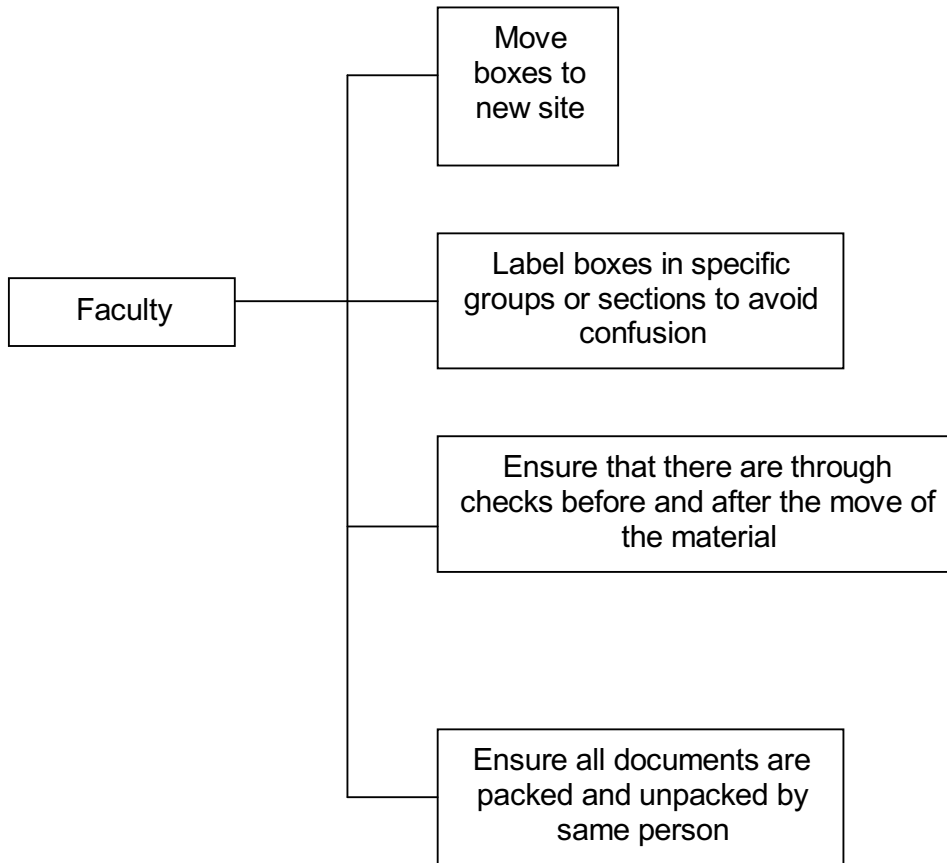 Move
boxes to
new site
Label boxes in specific
groups or sections to avoid
confusion
Faculty
Ensure that there are through
checks before and after the move of
the material
Ensure all documents are
packed and unpacked by
same person